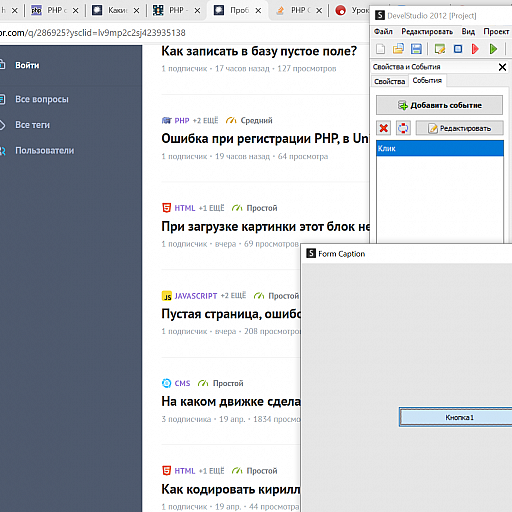 PHP
Какие
PHP -
Проб
PHP
Урок
or.com/q/286925?ysclid=lv9mp2c2sj423935138
Войти
Все вопросы
Все теги
Пользователи
Как записать в базу пустое поле?
1 подписчик • 17 часов назад • 127 просмотров
PHP +2 ЕЩЁ Средний
Ошибка при регистрации PHP, в Un
1 подписчик • 19 часов назад • 64 просмотра
HTML +1 ЕЩЁ Простой
При загрузке картинки этот блок не
1 подписчик • вчера • 69 просмотров
JS JAVASCRIPT +2 ЕЩЁ Простой
Пустая страница, ошибо
1 подписчик • вчера • 208 просмотро
CMS Простой
На каком движке сдела
3 подписчика • 19 апр. • 1834 просмо
HTML +1 ЕЩЁ Простой
Как кодировать кирилл
1 подписчик • 19 апр. • 44 просмотра
DevelStudio 2012 [Project]
Файл Редактировать Вид Проект
Свойства и События
Свойства События
Добавить событие
Редактировать
Клик
Form Caption
Кнопка1